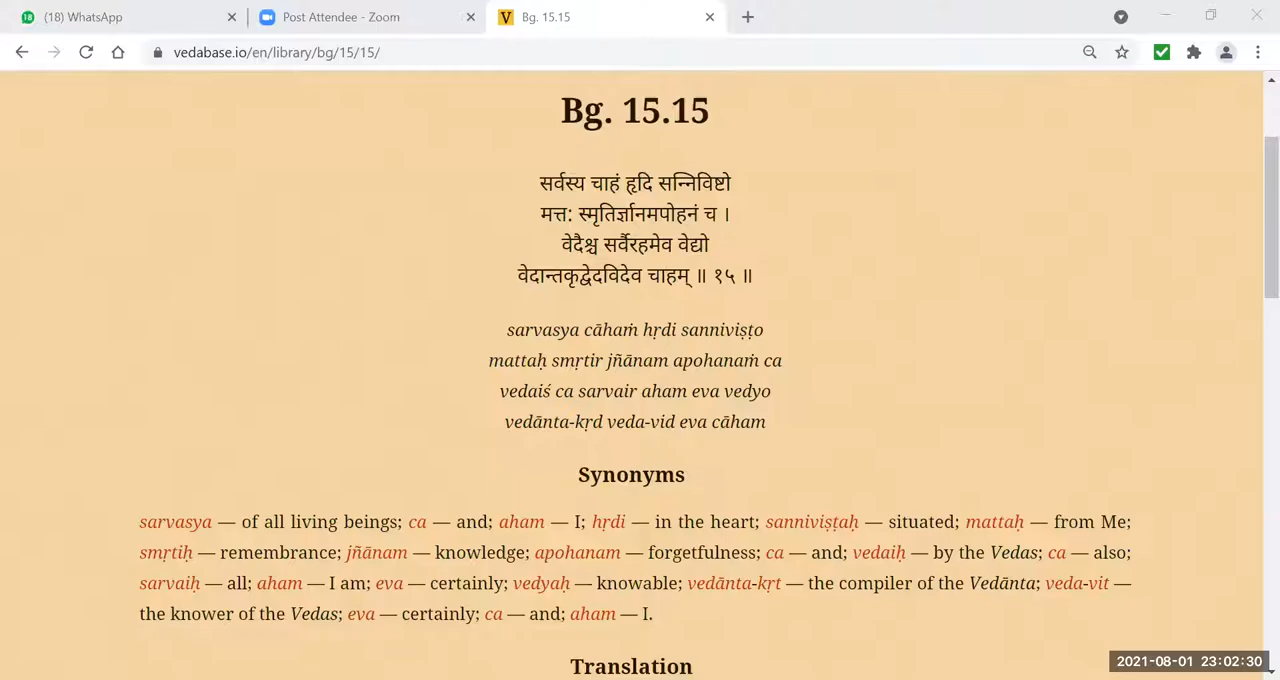 (18) WhatsApp
Post Attendee - Zoom
Bg. 15.15
vedabase.io/en/library/bg/15/15/
Bg. 15.15
सर्वस्य चाहं हृदि सन्निविष्टो
मत्त: स्मृतिर्ज्ञानमपोहनं च ।
वेदैश्च सर्वैरहमेव वेद्यो
वेदान्तकृद्वेदविदेव चाहम् ॥ १५ ॥
sarvasya cāhaṁ hṛdi sanniviṣṭo
mattaḥ smṛtir jñānam apohanaṁ ca
vedaiś ca sarvair aham eva vedyo
vedānta-kṛd veda-vid eva cāham
Synonyms
sarvasya — of all living beings; ca — and; aham — I; hṛdi — in the heart; sanniviṣṭaḥ — situated; mattaḥ — from Me;
smṛtiḥ — remembrance; jñānam — knowledge; apohanam — forgetfulness; ca — and; vedaiḥ — by the Vedas; ca — also;
sarvaiḥ — all; aham — I am; eva — certainly; vedyaḥ — knowable; vedānta-kṛt — the compiler of the Vedānta; veda-vit —
the knower of the Vedas; eva — certainly; ca — and; aham — I.
Translation
2021-08-01 23:02:30